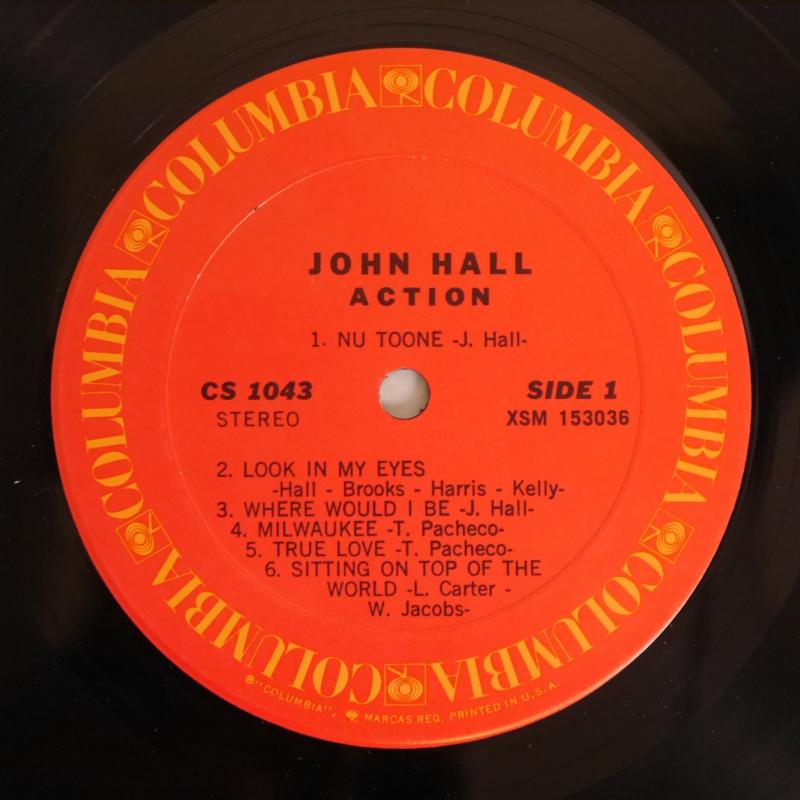 COLUMBIA COLUMBIA COLUMBIA COLUMBIA COLUMBIA COLUMBIA
JOHN HALL
ACTION
1. NU TOONE -J. Hall-
CS 1043 SIDE 1
STEREO XSM 153036
2. LOOK IN MY EYES
-Hall - Brooks - Harris - Kelly-
3. WHERE WOULD I BE -J. Hall-
4. MILWAUKEE -T. Pacheco-
5. TRUE LOVE -T. Pacheco-
6. SITTING ON TOP OF THE
WORLD -L. Carter -
W. Jacobs-
®"COLUMBIA", MARCAS REG. PRINTED IN U.S.A.